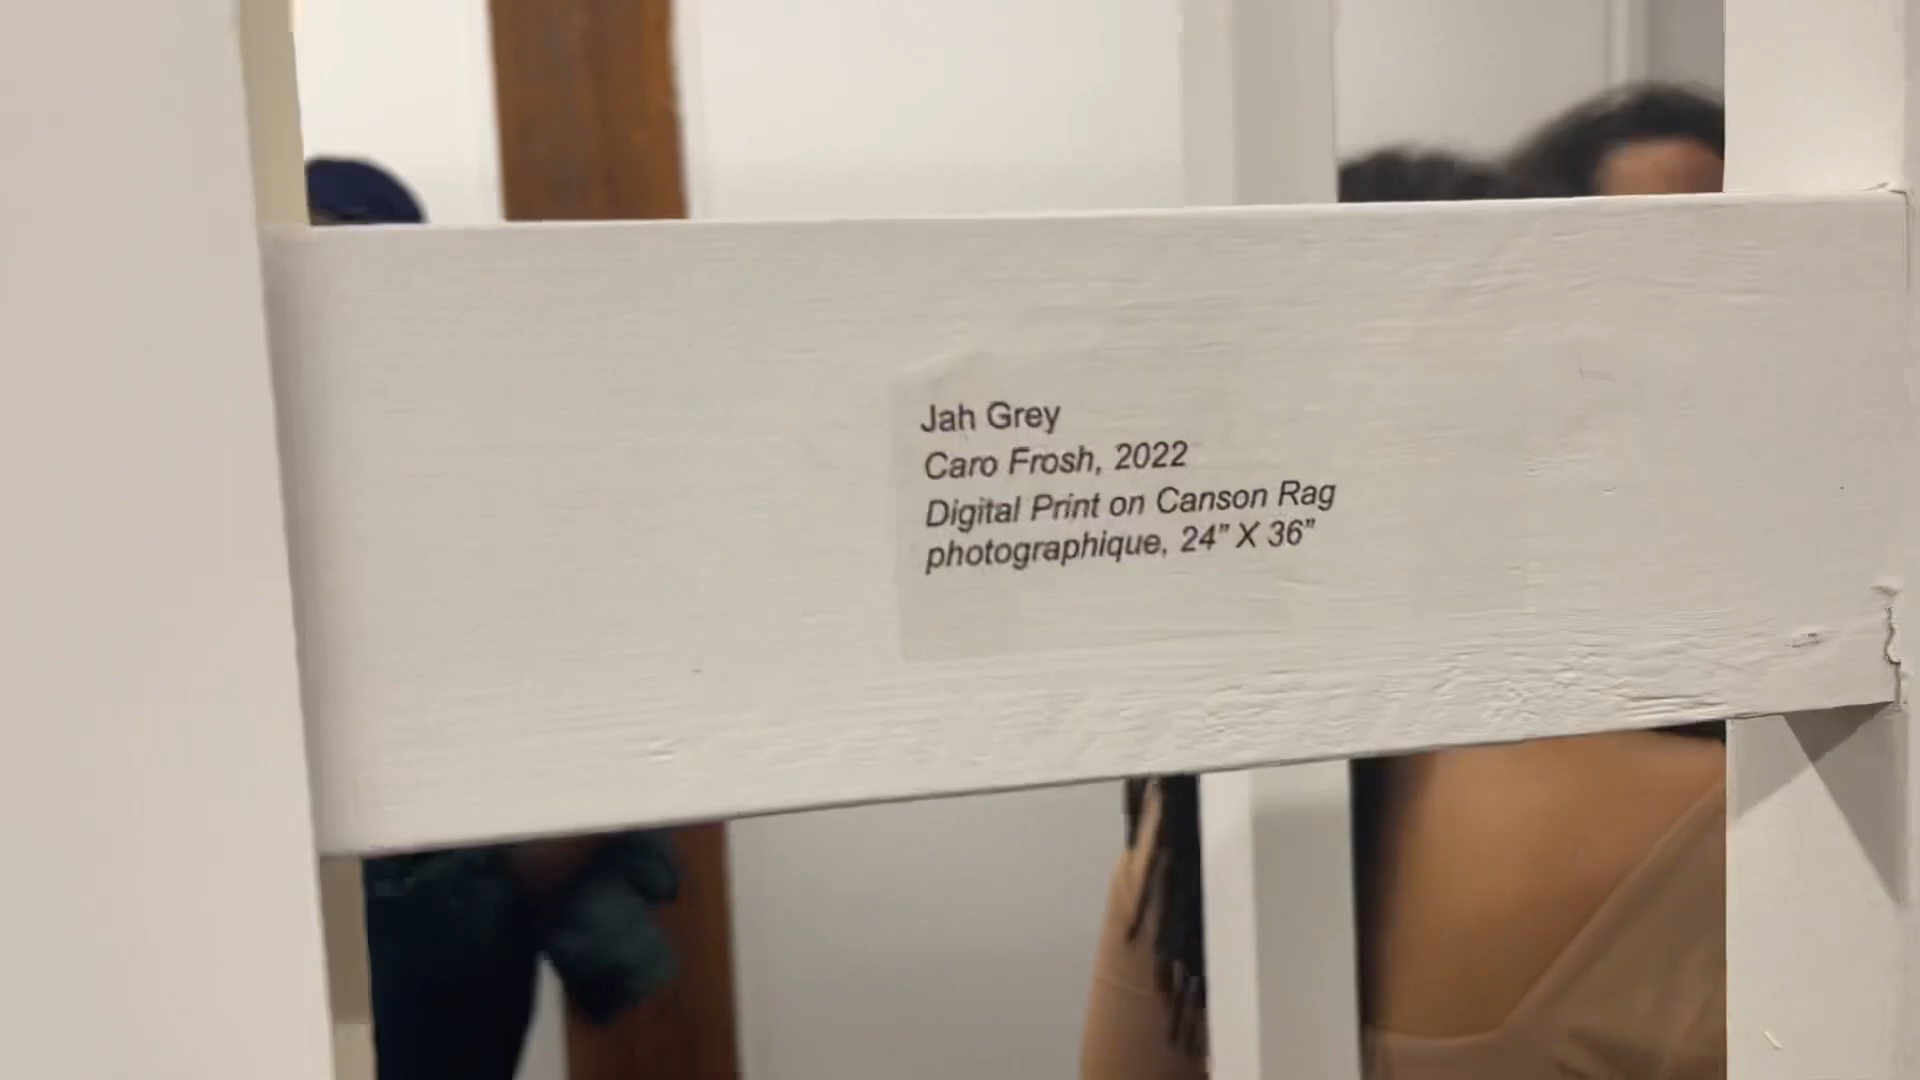 Jah Grey
Caro Frosh, 2022
Digital Print on Canson Rag
photographique, 24” X 36”